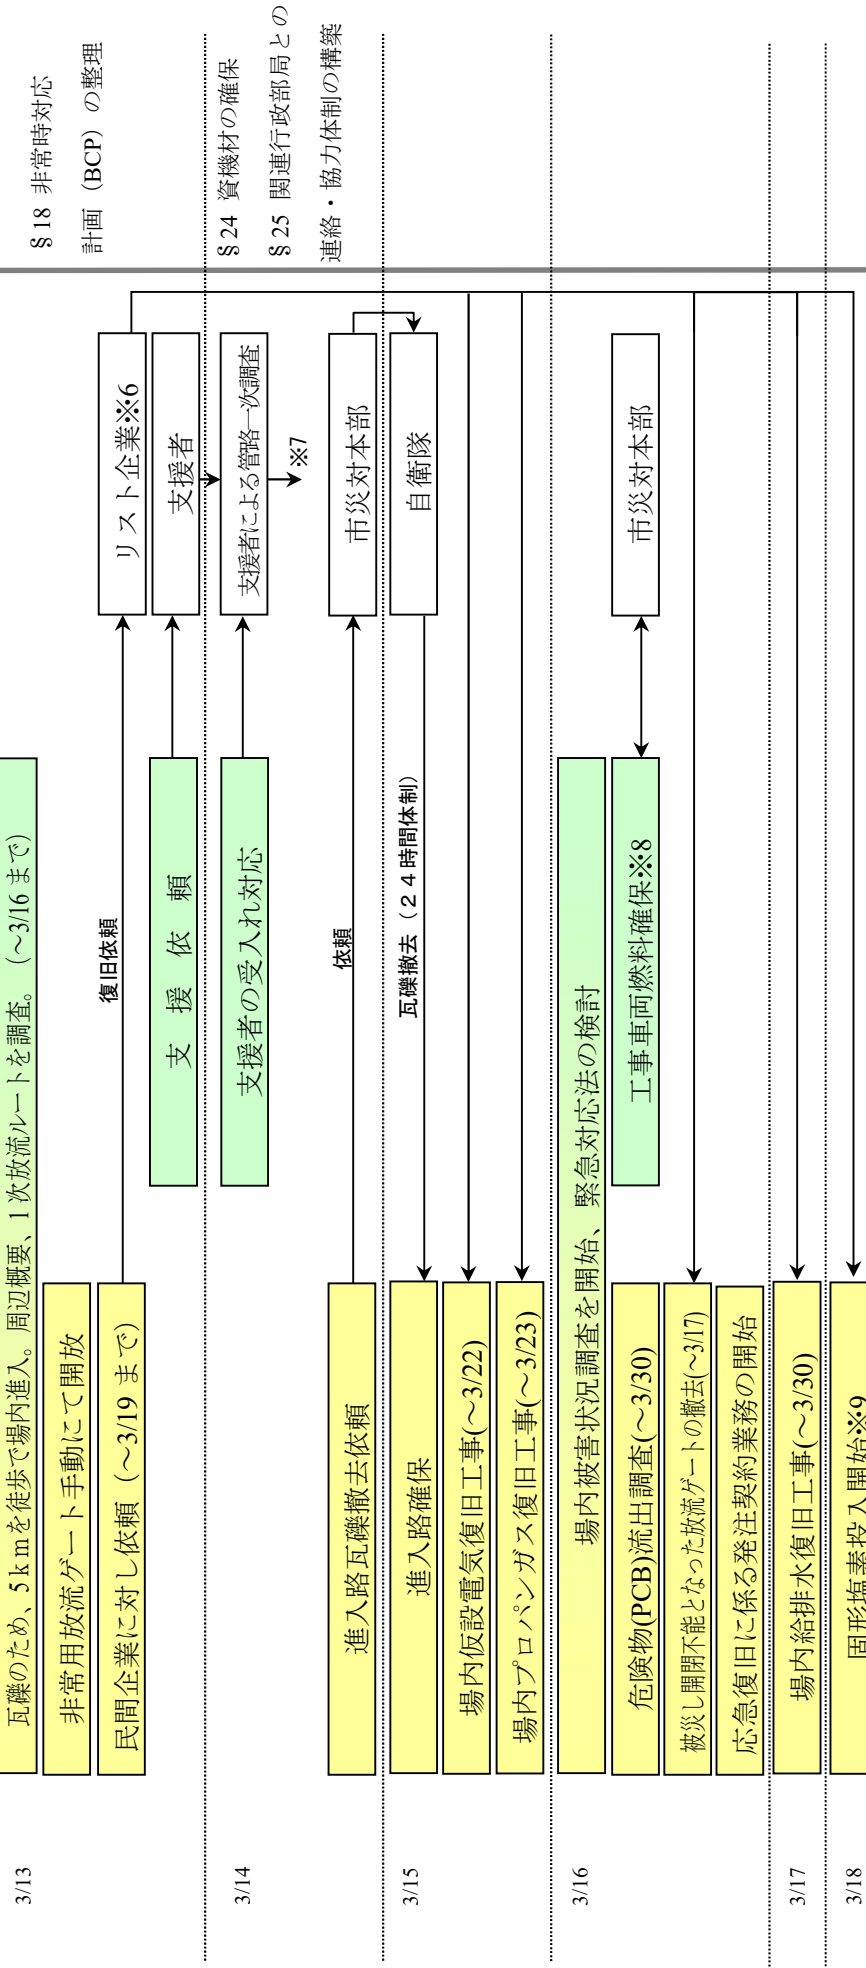 3/13
瓦礫のため、5kmを徒歩で場内進入。周辺概要、1次放流ルートを調査。（～3/16まで）
非常用放流ゲート手動にて開放
民間企業に対し依頼（～3/19まで）
復旧依頼
リスト企業※6
支援依頼
支援者
§18 非常時対応
計画（BCP）の整理
3/14
支援者の受入れ対応
支援者による管路一次調査
※7
進入路瓦礫撤去依頼
依頼
市災対本部
§24 資機材の確保
§25 関連行政部局との
連絡・協力体制の構築
3/15
進入路確保
瓦礫撤去（２４時間体制）
自衛隊
場内仮設電気復旧工事(～3/22)
場内プロパンガス復旧工事(～3/23)
3/16
場内被害状況調査を開始、緊急対応法の検討
危険物(PCB)流出調査(～3/30)
工事車両燃料確保※8
市災対本部
被災し開閉不能となった放流ゲートの撤去(～3/17)
応急復旧に係る発注契約業務の開始
3/17
場内給排水復旧工事(～3/30)
3/18
固形塩素投入開始※9